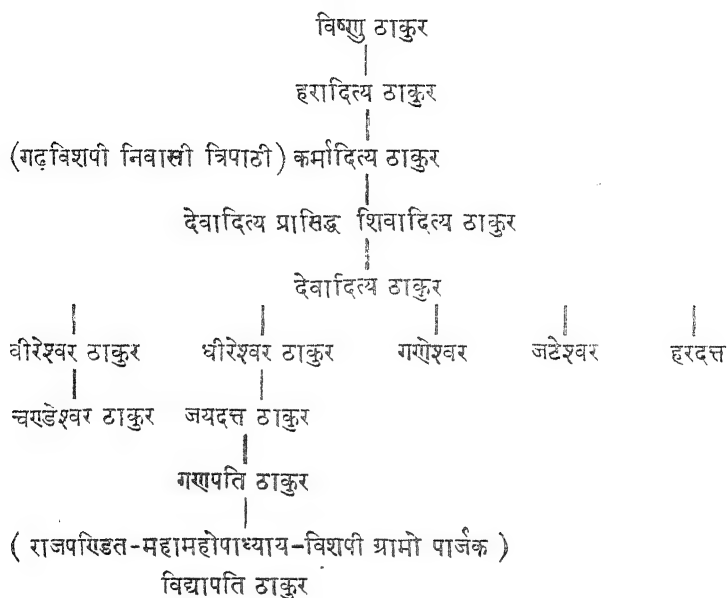 विष्णु ठाकुर
हरादित्य ठाकुर
(गढ़विशपी निवासी त्रिपाठी) कर्मादित्य ठाकुर
देवादित्य प्रासिद्ध शिवादित्य ठाकुर
देवादित्य ठाकुर
वीरेश्वर ठाकुर धीरेश्वर ठाकुर गणेश्वर जटेश्वर हरदत्त
चण्डेश्वर ठाकुर जयदत्त ठाकुर
गणपति ठाकुर
( राजपण्डित-महामहोपाध्याय-विशपी ग्रामो पार्जक )
विद्यापति ठाकुर